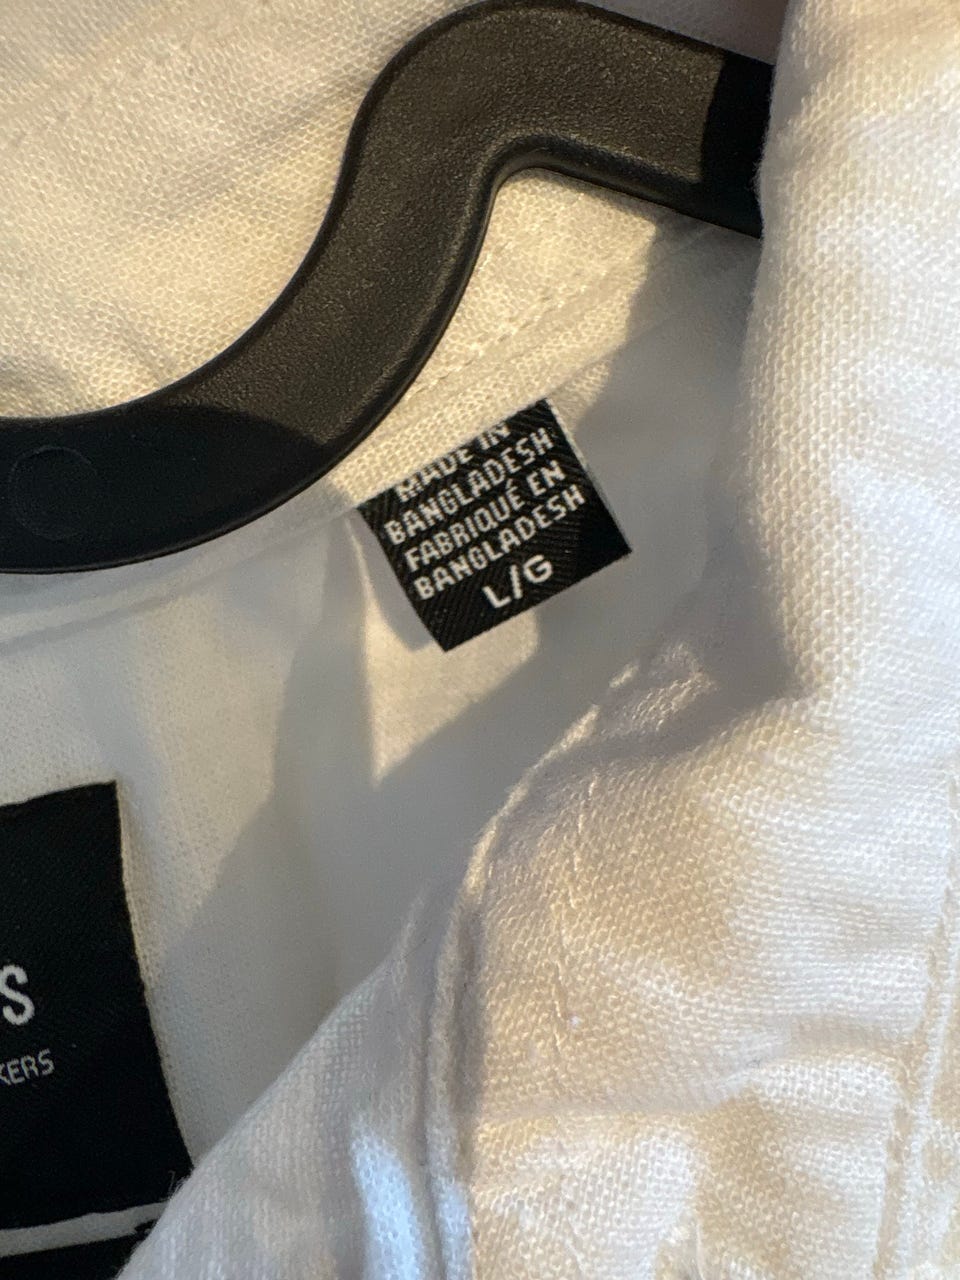 MADE IN
BANGLADESH
FABRIQUÉ EN
BANGLADESH
L/G
S
KERS